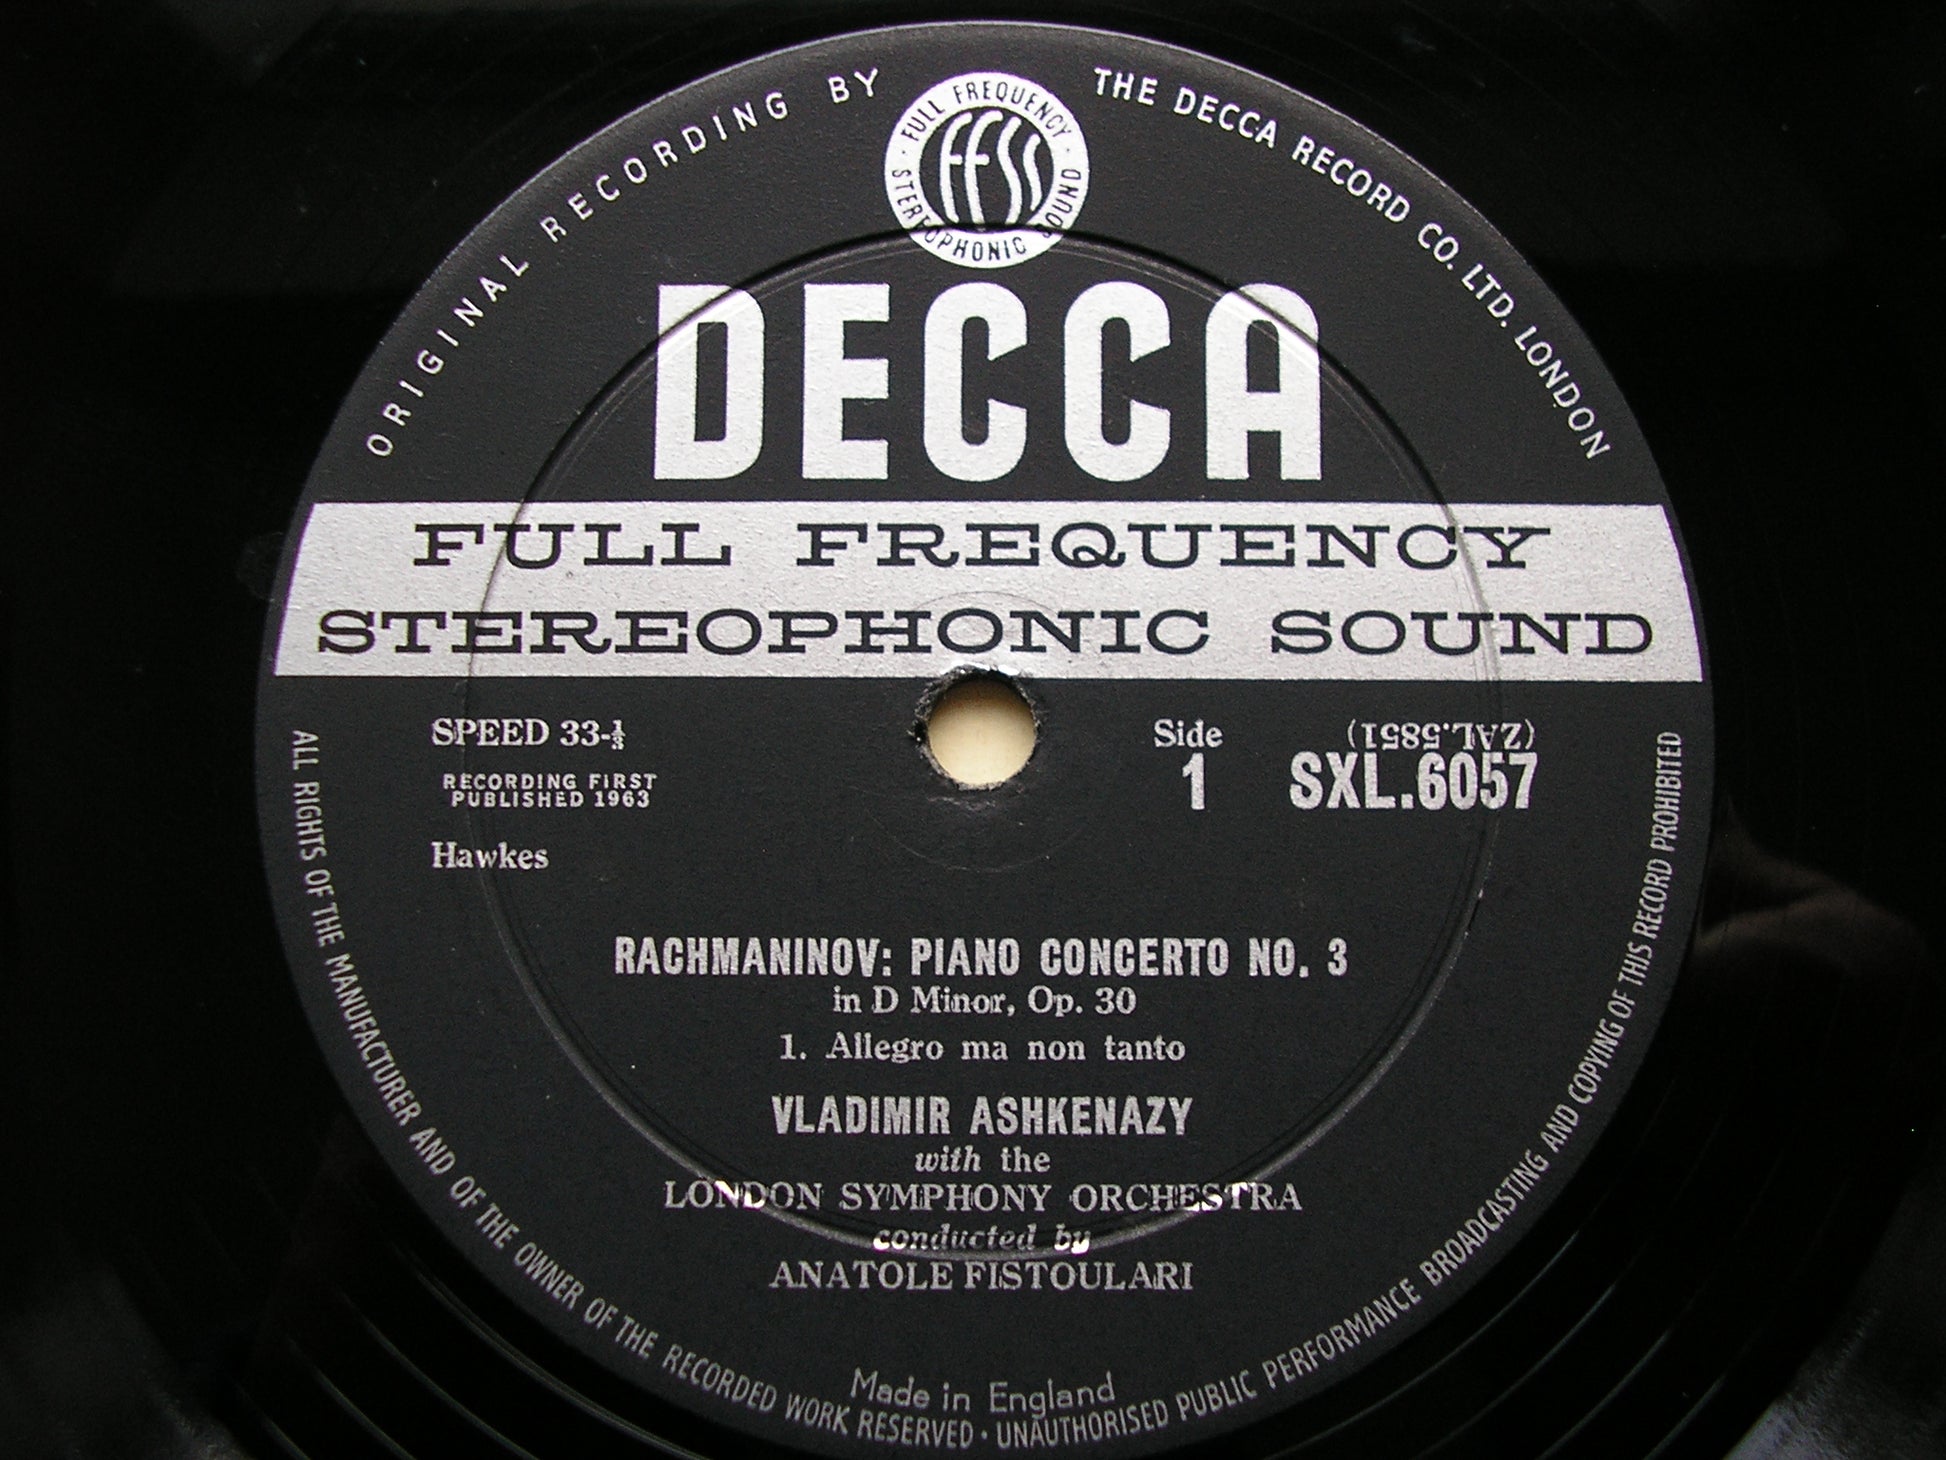 ORIGINAL RECORDING BY THE DECCA RECORD CO. LTD. LONDON
FULL FREQUENCY
FFSS
STEREOPHONIC SOUND
DECCA
FULL FREQUENCY
STEREOPHONIC SOUND
SPEED 33-⅓
RECORDING FIRST
PUBLISHED 1963
Hawkes
Side
1
(ZAL.5851)
SXL.6057
RACHMANINOV: PIANO CONCERTO NO. 3
in D Minor, Op. 30
1. Allegro ma non tanto
VLADIMIR ASHKENAZY
with the
LONDON SYMPHONY ORCHESTRA
conducted by
ANATOLE FISTOULARI
Made in England
ALL RIGHTS OF THE MANUFACTURER AND OF THE OWNER OF THE RECORDED WORK RESERVED · UNAUTHORISED PUBLIC PERFORMANCE BROADCASTING AND COPYING OF THIS RECORD PROHIBITED